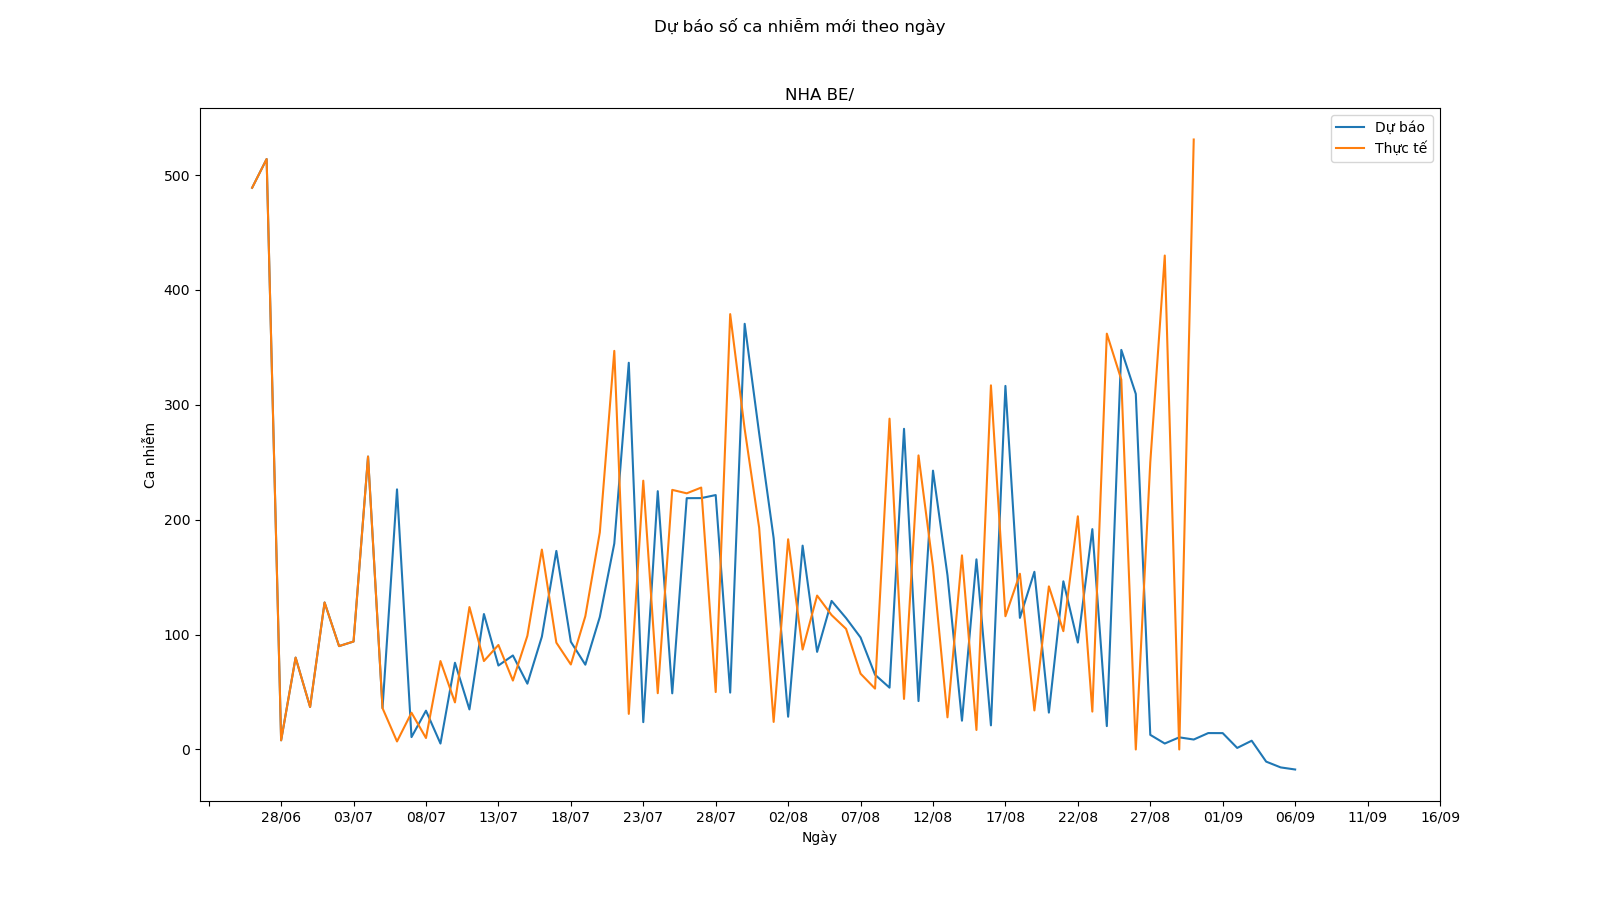 Dự báo số ca nhiễm mới theo ngày
NHA BE/
Dự báo
Thực tế
500
400
300
200
100
0
Ca nhiễm
28/06 03/07 08/07 13/07 18/07 23/07 28/07 02/08 07/08 12/08 17/08 22/08 27/08 01/09 06/09 11/09 16/09
Ngày